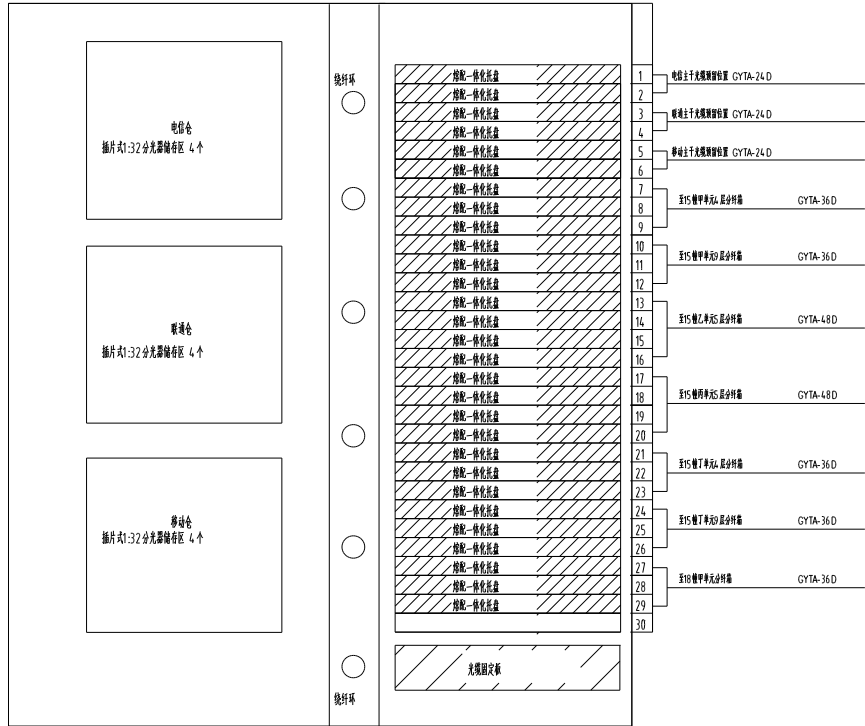 绕纤环
电信仓
插片式1:32分光器储存区 4个
联通仓
插片式1:32分光器储存区 4个
移动仓
插片式1:32分光器储存区 4个
绕纤环
熔配一体化托盘 1
熔配一体化托盘 2
熔配一体化托盘 3
熔配一体化托盘 4
熔配一体化托盘 5
熔配一体化托盘 6
熔配一体化托盘 7
熔配一体化托盘 8
熔配一体化托盘 9
熔配一体化托盘 10
熔配一体化托盘 11
熔配一体化托盘 12
熔配一体化托盘 13
熔配一体化托盘 14
熔配一体化托盘 15
熔配一体化托盘 16
熔配一体化托盘 17
熔配一体化托盘 18
熔配一体化托盘 19
熔配一体化托盘 20
熔配一体化托盘 21
熔配一体化托盘 22
熔配一体化托盘 23
熔配一体化托盘 24
熔配一体化托盘 25
熔配一体化托盘 26
熔配一体化托盘 27
熔配一体化托盘 28
熔配一体化托盘 29
30
光缆固定板
电信主干光缆预留位置 GYTA-24D
联通主干光缆预留位置 GYTA-24D
移动主干光缆预留位置 GYTA-24D
至15幢甲单元4层分纤箱 GYTA-36D
至15幢甲单元9层分纤箱 GYTA-36D
至15幢乙单元5层分纤箱 GYTA-48D
至15幢丙单元5层分纤箱 GYTA-48D
至15幢丁单元4层分纤箱 GYTA-36D
至15幢丁单元9层分纤箱 GYTA-36D
至18幢甲单元分纤箱 GYTA-36D